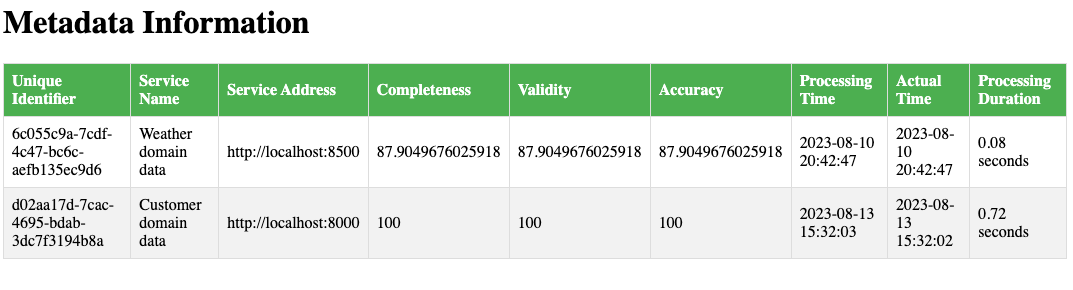 Metadata Information
Unique Identifier
Service Name
Service Address
Completeness
Validity
Accuracy
Processing Time
Actual Time
Processing Duration
6c055c9a-7cdf-
4c47-bc6c-
aefb135ec9d6
Weather
domain
data
http://localhost:8500
87.9049676025918
87.9049676025918
87.9049676025918
2023-08-10
20:42:47
2023-08-
10
20:42:47
0.08
seconds
d02aa17d-7cac-
4695-bdab-
3dc7f3194b8a
Customer
domain
data
http://localhost:8000
100
100
100
2023-08-13
15:32:03
2023-08-
13
15:32:02
0.72
seconds